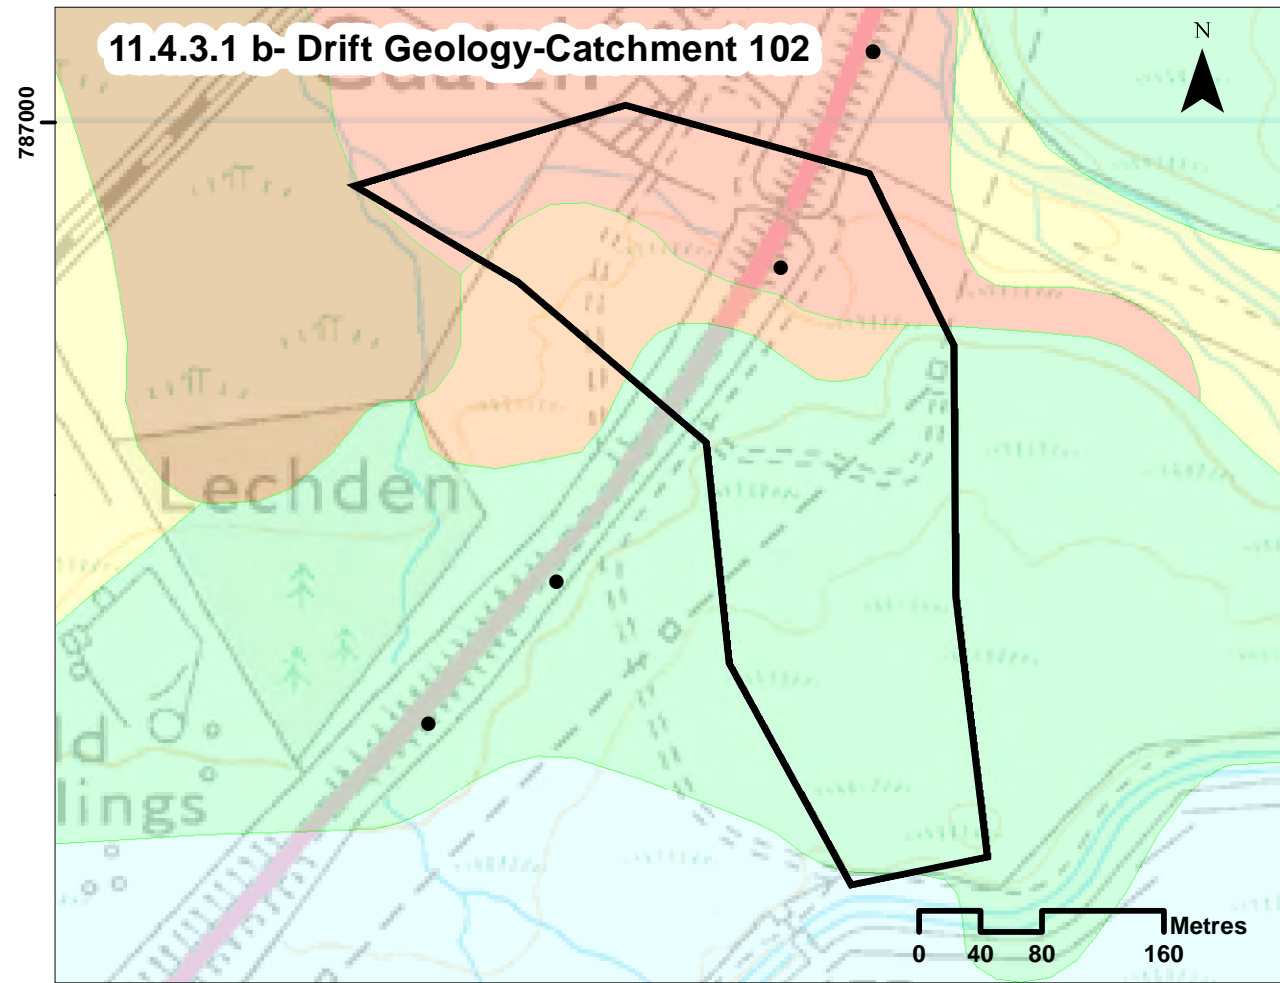 11.4.3.1 b- Drift Geology-Catchment 102
N
787000
Lechden
ld
lings
Metres
0 40 80 160